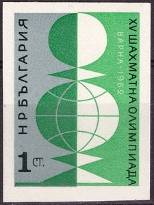 НР БЪЛГАРИЯ
XV ШАХМАТНА ОЛИМПИАДА
ВАРНА · 1962
1 СТ.